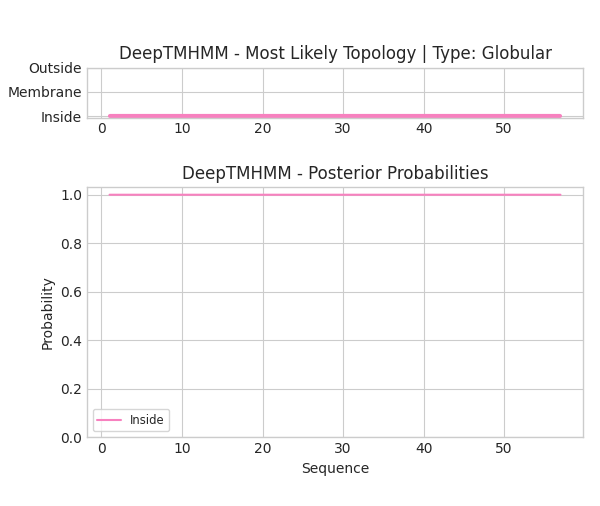 DeepTMHMM - Most Likely Topology | Type: Globular
Outside
Membrane
Inside
0 10 20 30 40 50
DeepTMHMM - Posterior Probabilities
1.0
0.8
0.6
0.4
0.2
0.0
Probability
Inside
0 10 20 30 40 50
Sequence